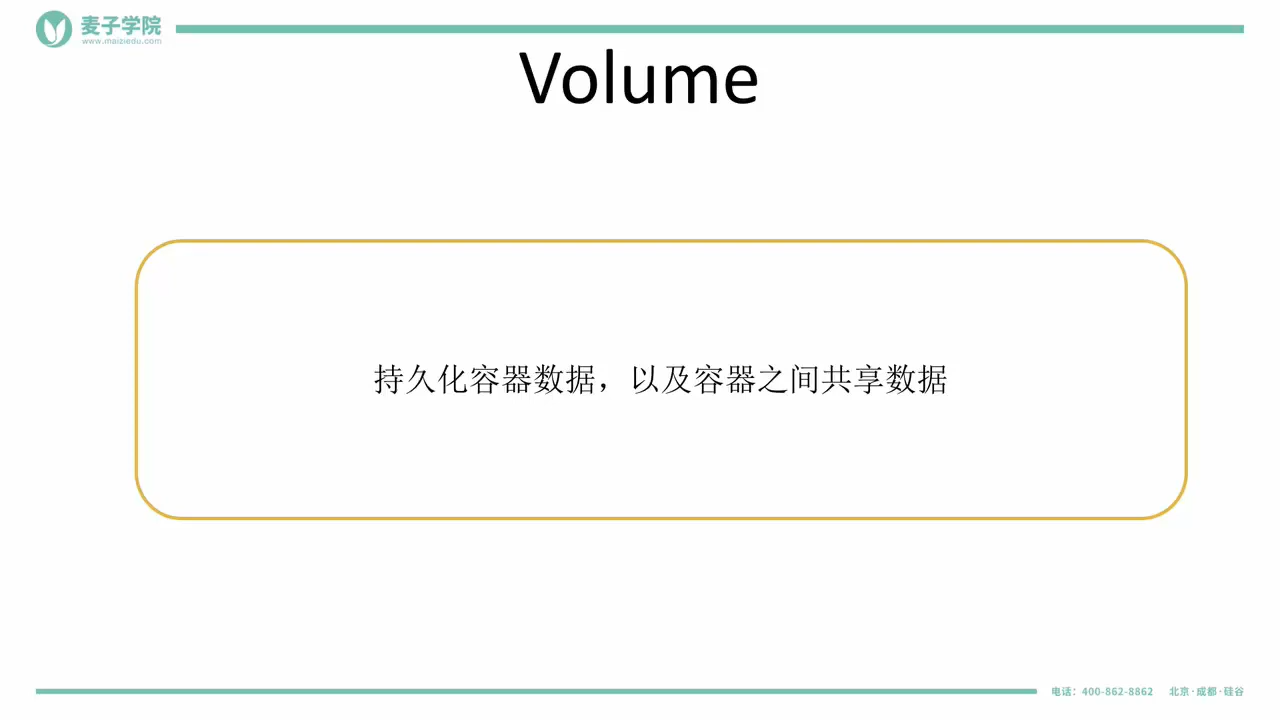 麦子学院
www.maiziedu.com
Volume
持久化容器数据，以及容器之间共享数据
电话：400-862-8862 北京·成都·硅谷